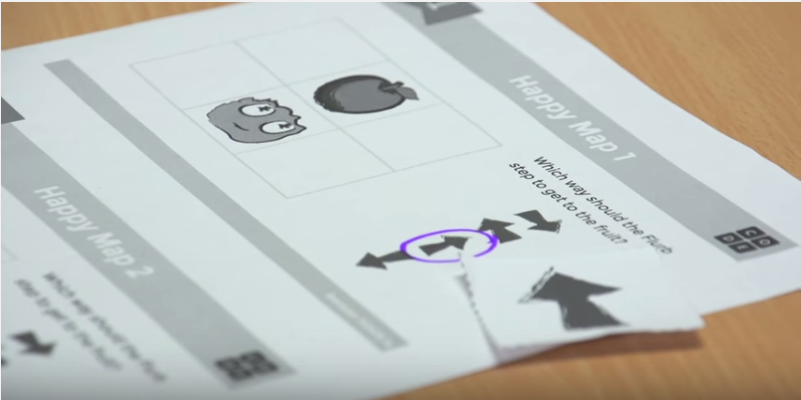 Happy Map 1
Which way should the Flurb
step to get to the fruit?
C O
D E
Happy Map 2
Which way should the Flurb
step to get to the fruit?